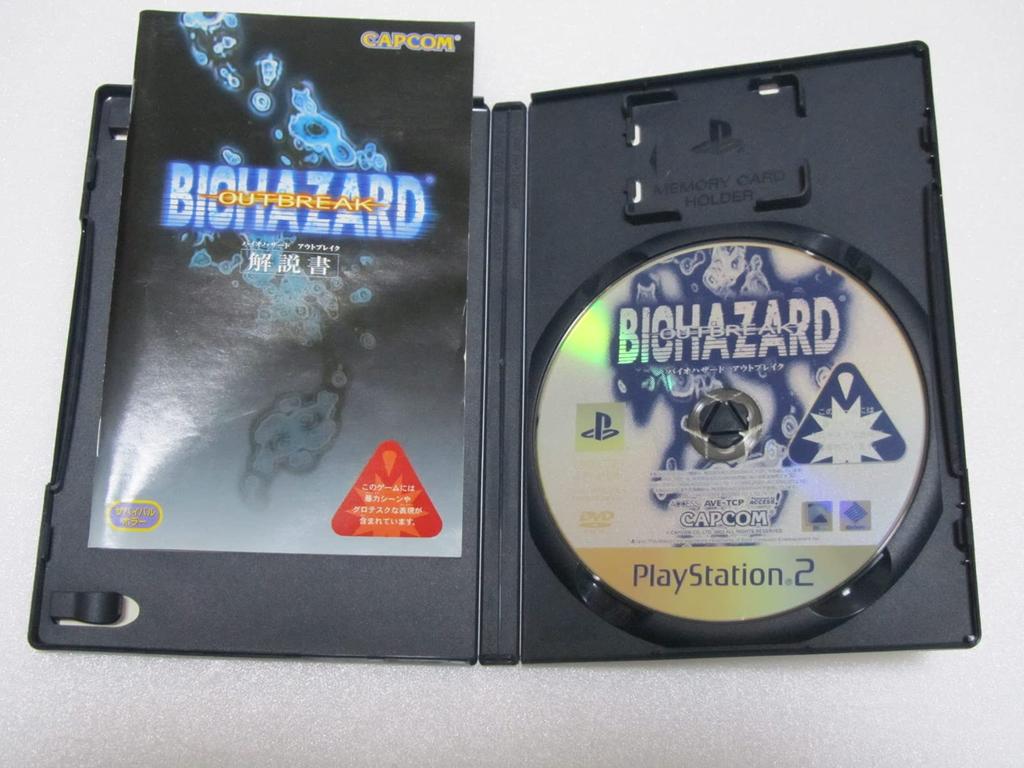 CAPCOM
BIOHAZARD
OUTBREAK
バイオハザード アウトブレイク
解説書
このゲームには
暴力シーンや
グロテスクな表現が
含まれています。
サバイバル
ホラー
MEMORY CARD
HOLDER
BIOHAZARD
OUTBREAK
バイオハザード アウトブレイク
DVD
AVE-TCP
CAPCOM
PlayStation 2